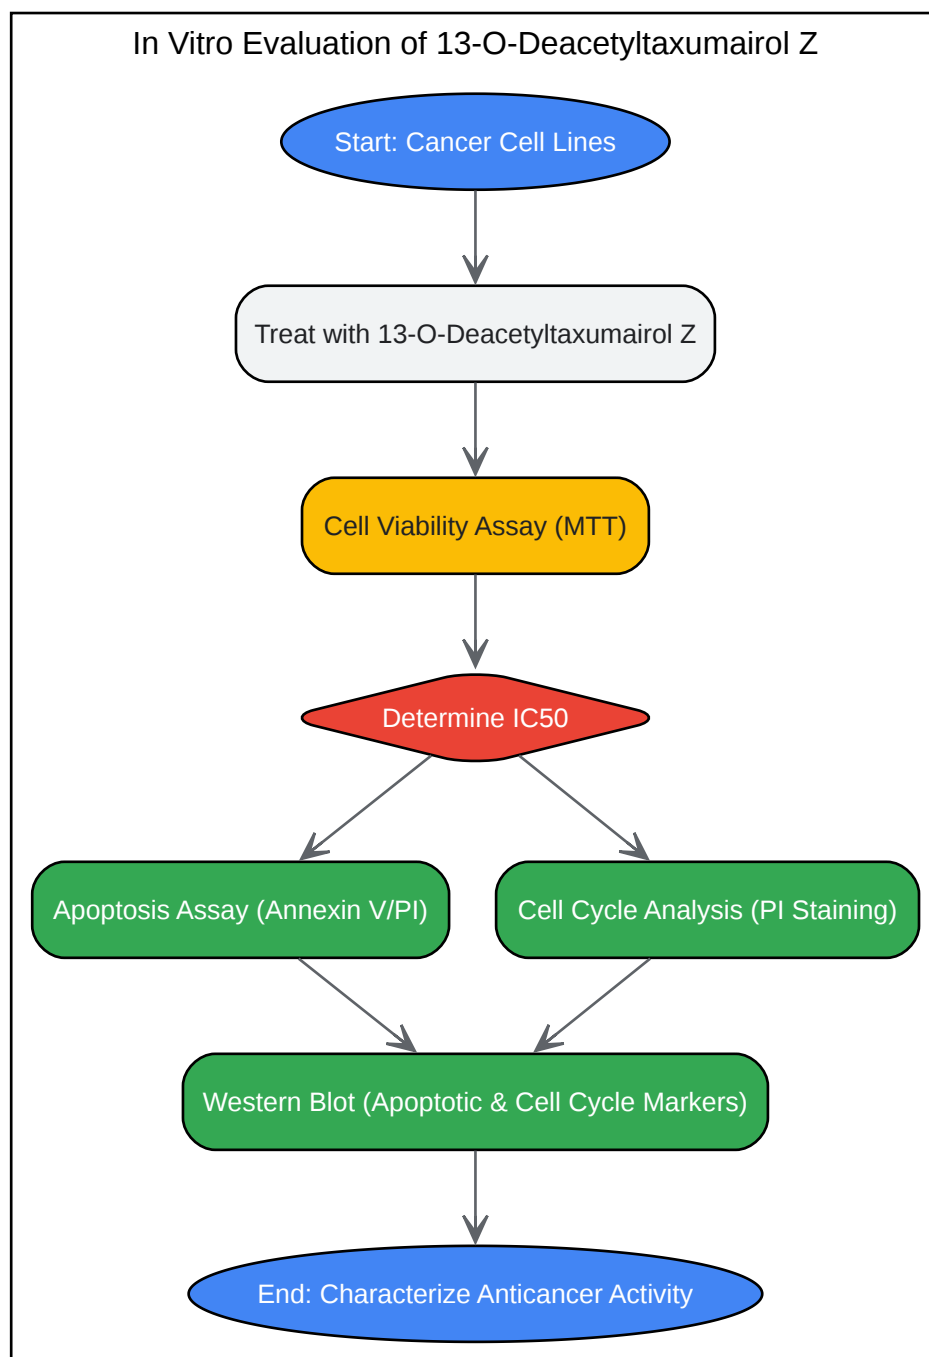 In Vitro Evaluation of 13-O-Deacetyltaxumairol Z
Start: Cancer Cell Lines
Treat with 13-O-Deacetyltaxumairol Z
Cell Viability Assay (MTT)
Determine IC50
Apoptosis Assay (Annexin V/PI)
Cell Cycle Analysis (PI Staining)
Western Blot (Apoptotic & Cell Cycle Markers)
End: Characterize Anticancer Activity